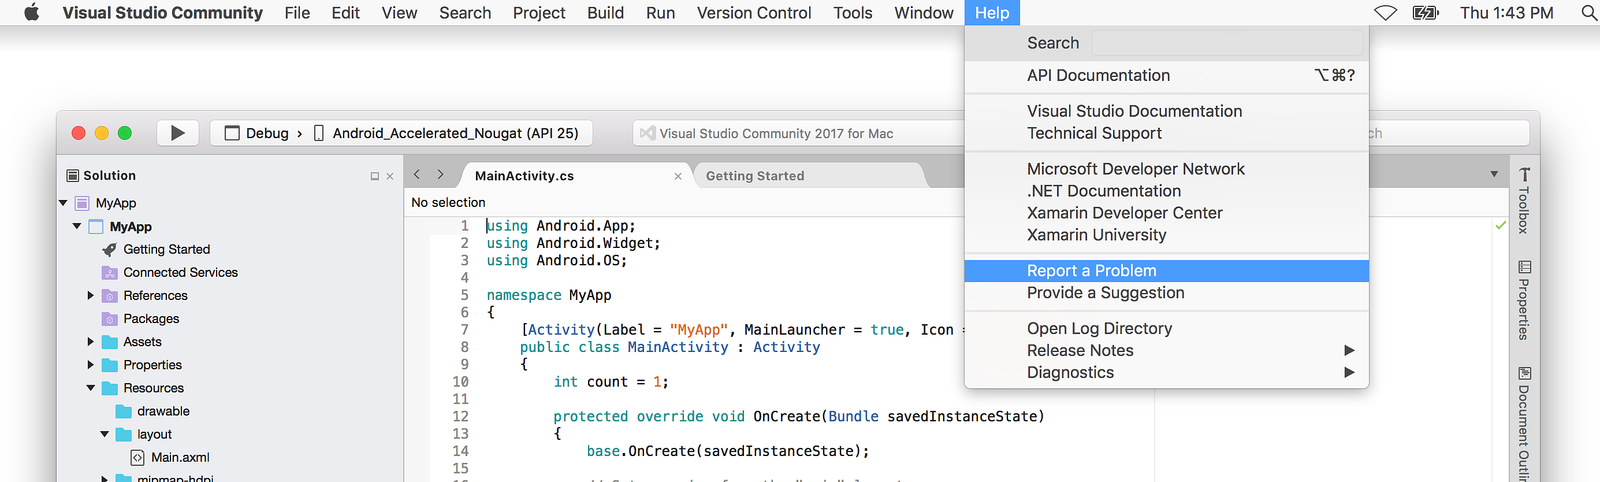 Visual Studio Community File Edit View Search Project Build Run Version Control Tools Window Help Thu 1:43 PM
Search
API Documentation ⌥⌘?
Visual Studio Documentation
Technical Support
Microsoft Developer Network
.NET Documentation
Xamarin Developer Center
Xamarin University
Report a Problem
Provide a Suggestion
Open Log Directory
Release Notes
Diagnostics
Debug › Android_Accelerated_Nougat (API 25)
Visual Studio Community 2017 for Mac
Solution
MyApp
MyApp
Getting Started
Connected Services
References
Packages
Assets
Properties
Resources
drawable
layout
Main.axml
mipmap-hdpi
MainActivity.cs
Getting Started
No selection
1 using Android.App;
2 using Android.Widget;
3 using Android.OS;
4
5 namespace MyApp
6 {
7 [Activity(Label = "MyApp", MainLauncher = true, Icon =
8 public class MainActivity : Activity
9 {
10 int count = 1;
11
12 protected override void OnCreate(Bundle savedInstanceState)
13 {
14 base.OnCreate(savedInstanceState);
15
Toolbox
Properties
Document Outlin